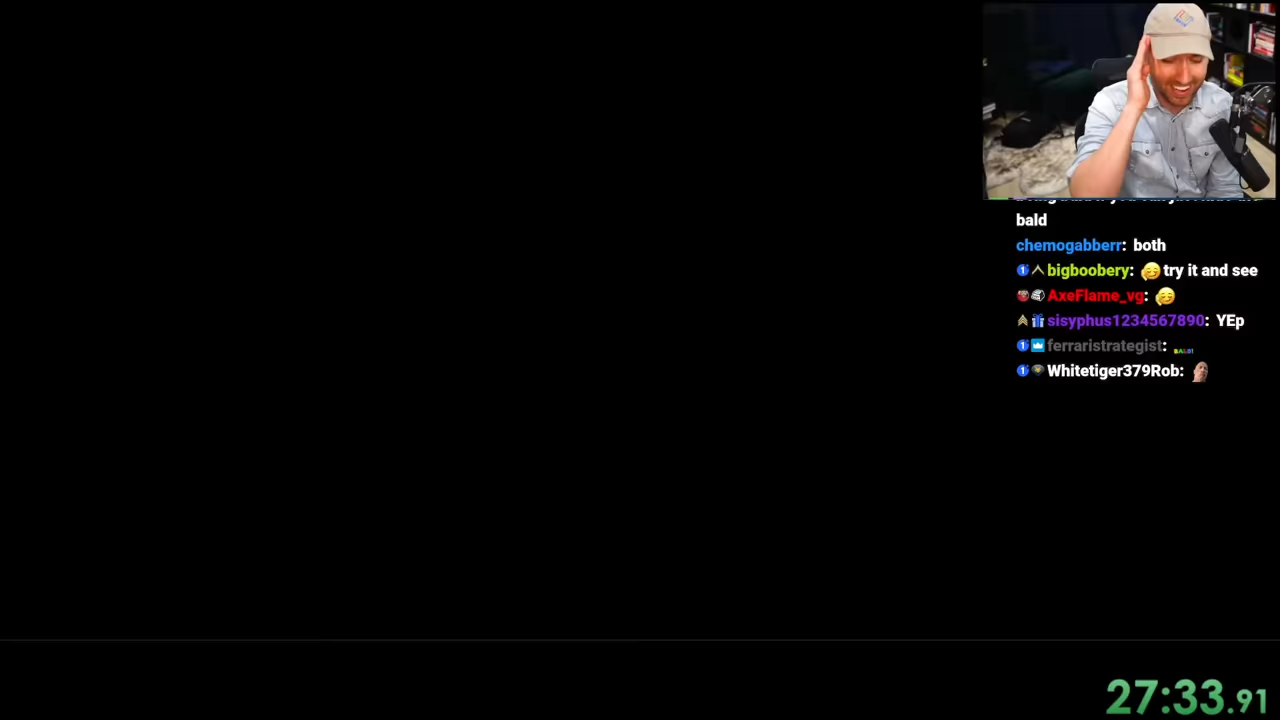 bald
chemogabberr: both
bigboobery: try it and see
AxeFlame_vg:
sisyphus1234567890: YEp
ferraristrategist:
Whitetiger379Rob:
27:33.91